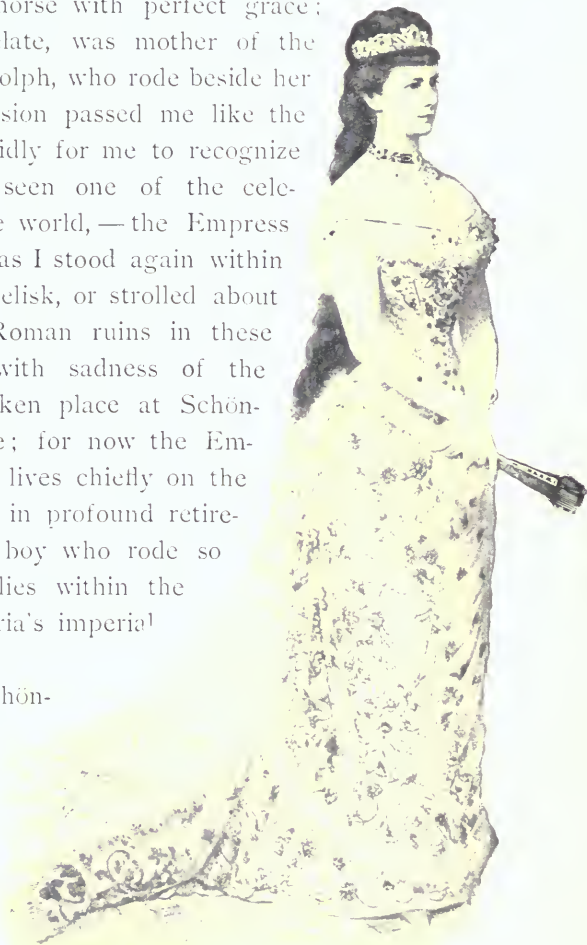 horse with perfect grace;
late, was mother of the
olph, who rode beside her
sion passed me like the
idly for me to recognize
seen one of the cele-
e world, — the Empress
as I stood again within
elisk, or strolled about
Roman ruins in these
with sadness of the
ken place at Schön-
e; for now the Em-
lives chiefly on the
in profound retire-
boy who rode so
lies within the
ria's imperial
hön-